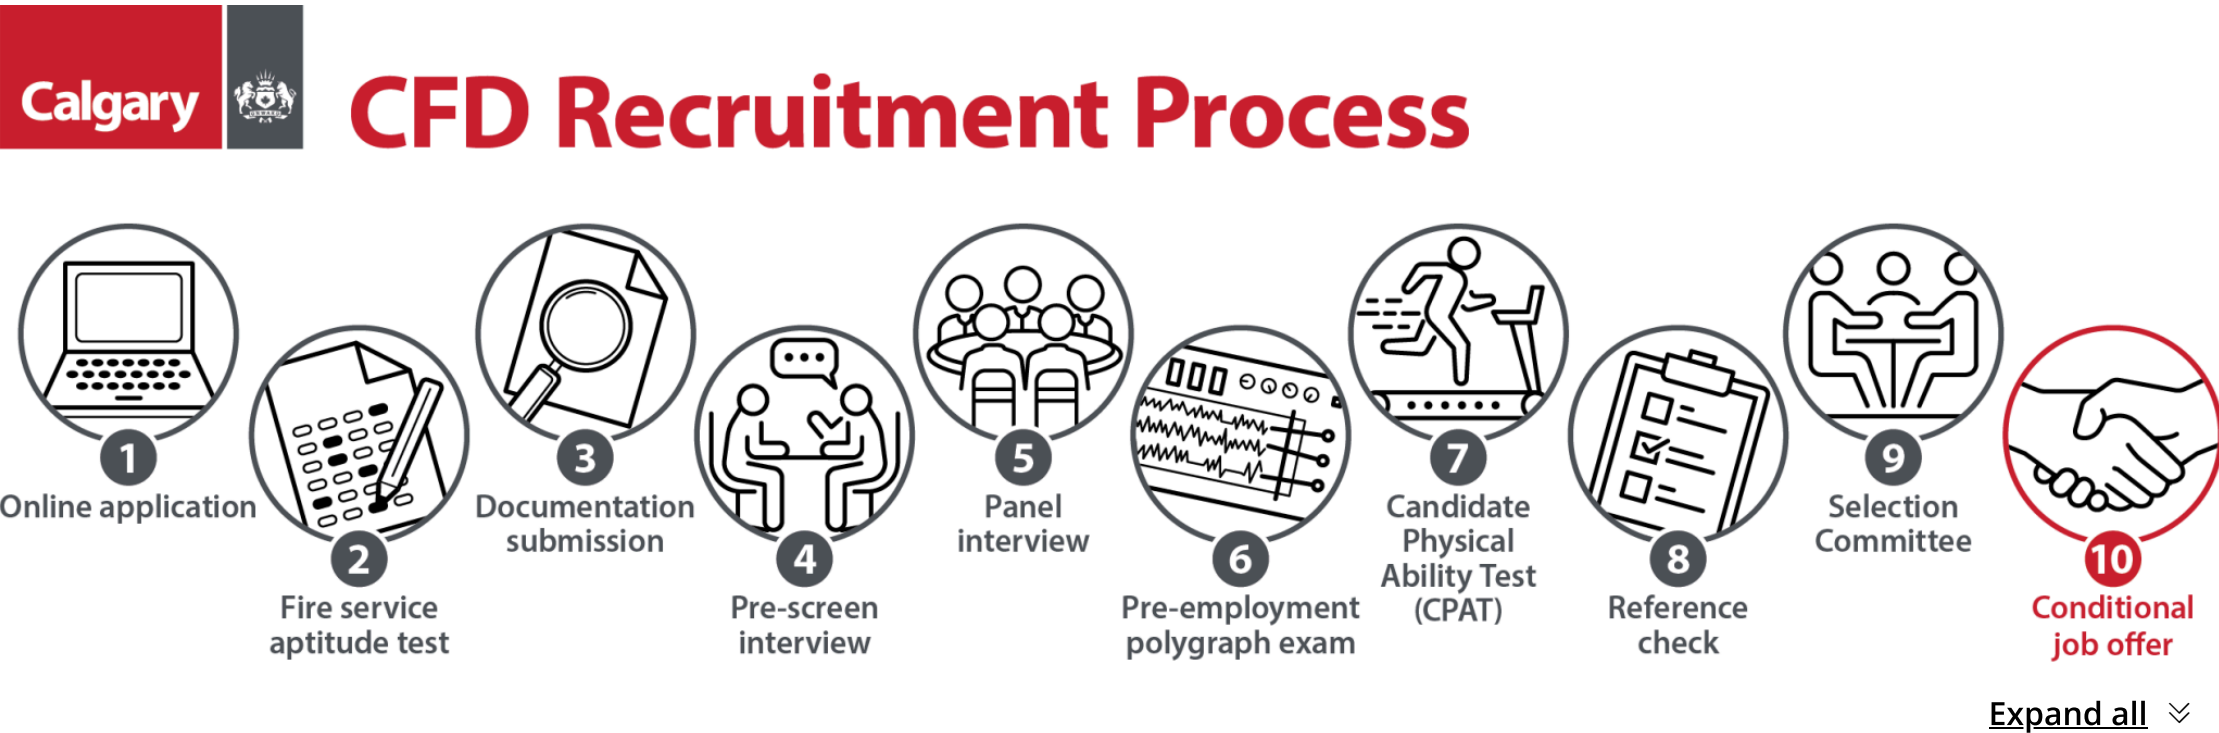 Calgary
CFD Recruitment Process
1
Online application
2
Fire service
aptitude test
3
Documentation
submission
4
Pre-screen
interview
5
Panel
interview
6
Pre-employment
polygraph exam
7
Candidate
Physical
Ability Test
(CPAT)
8
Reference
check
9
Selection
Committee
10
Conditional
job offer
Expand all